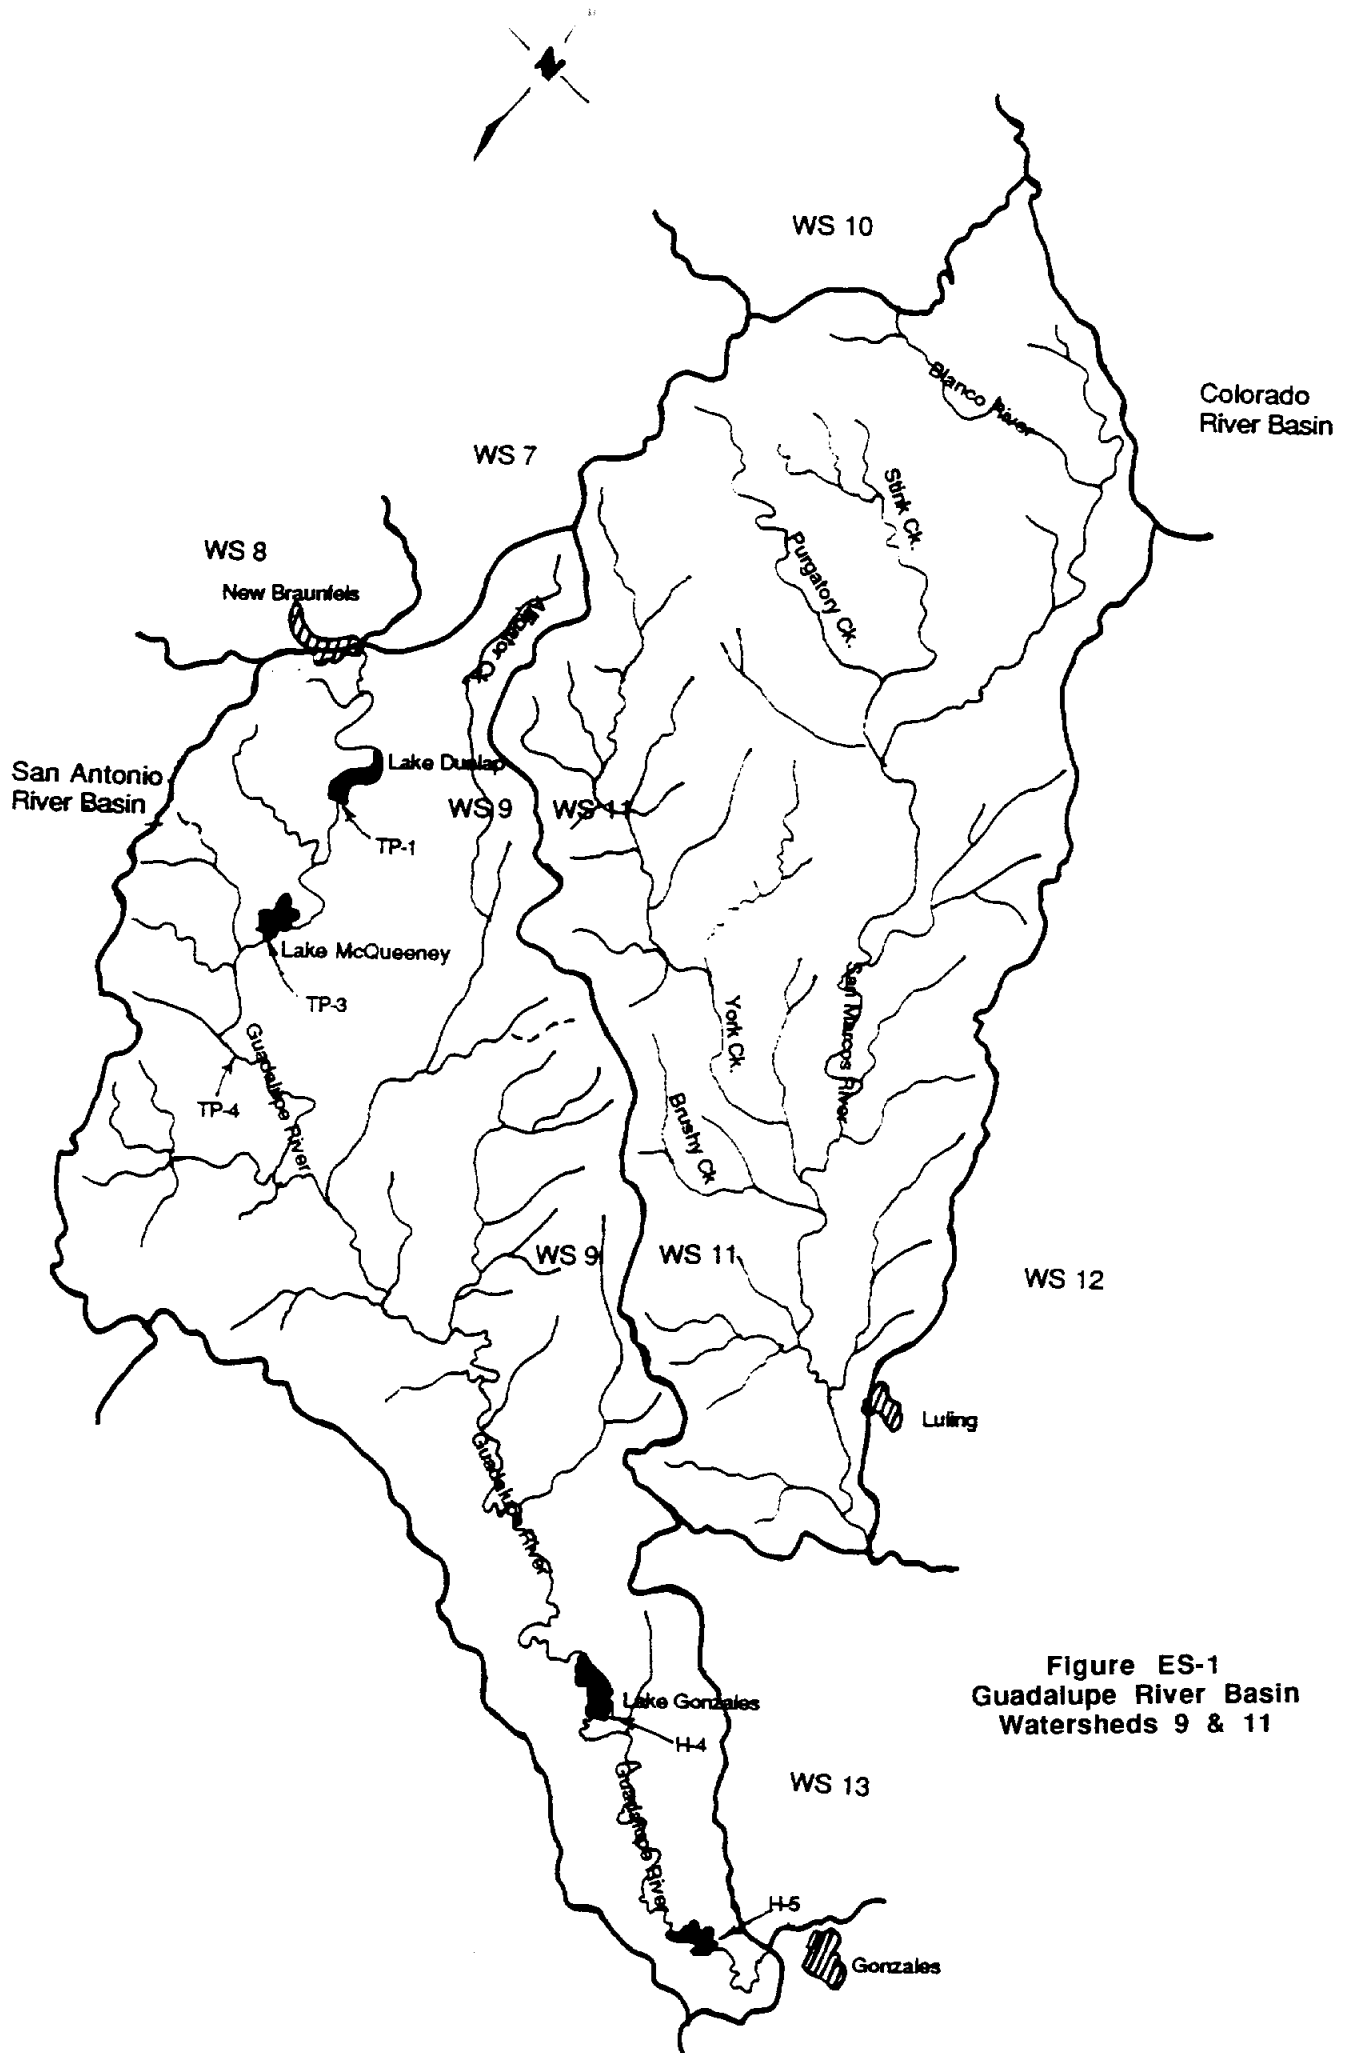 N
WS 10
Colorado
River Basin
Blanco River
WS 7
Stink Ck.
WS 8
New Braunfels
Purgatory Ck.
Alligator Ck
San Antonio
River Basin
Lake Dunlap
WS 9
WS 11
TP-1
Lake McQueeney
TP-3
San Marcos River
York Ck.
Guadalupe River
TP-4
Brushy Ck
WS 9
WS 11
WS 12
Luling
Guadalupe River
Figure ES-1
Guadalupe River Basin
Watersheds 9 & 11
Lake Gonzales
H-4
WS 13
Guadalupe River
H-5
Gonzales